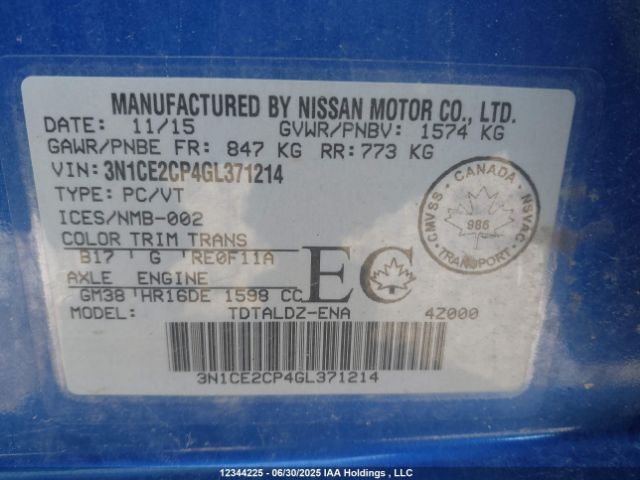 MANUFACTURED BY NISSAN MOTOR CO., LTD.
DATE: 11/15 GVWR/PNBV: 1574 KG
GAWR/PNBE FR: 847 KG RR: 773 KG
VIN: 3N1CE2CP4GL371214
TYPE: PC/VT
ICES/NMB-002
COLOR TRIM TRANS
B17 ' G ' RE0F11A
AXLE ENGINE
GM38 ' HR16DE 1598 CC
MODEL: TDTALDZ-ENA 4Z000
EC
CANADA
CMVSS 986 NSVAC
TRANSPORT
3N1CE2CP4GL371214
12344225 - 06/30/2025 IAA Holdings , LLC